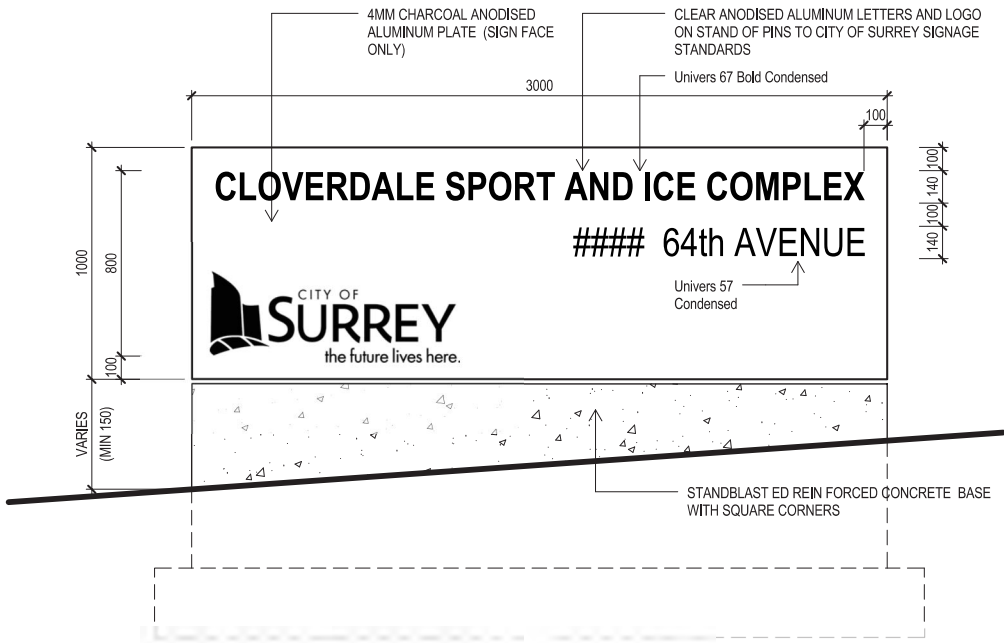 4MM CHARCOAL ANODISED
ALUMINUM PLATE (SIGN FACE
ONLY)
CLEAR ANODISED ALUMINUM LETTERS AND LOGO
ON STAND OF PINS TO CITY OF SURREY SIGNAGE
STANDARDS
Univers 67 Bold Condensed
3000
100
CLOVERDALE SPORT AND ICE COMPLEX
#### 64th AVENUE
Univers 57
Condensed
CITY OF
SURREY
the future lives here.
1000
800
100
VARIES
(MIN 150)
100
140
100
140
STANDBLAST ED REIN FORCED CONCRETE BASE
WITH SQUARE CORNERS